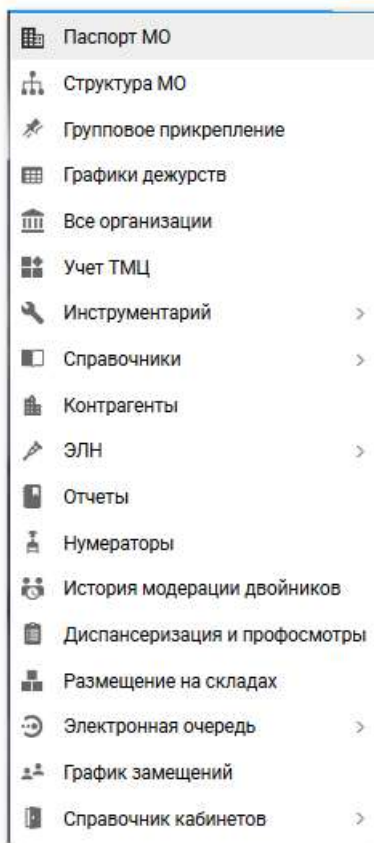 Паспорт МО
Структура МО
Групповое прикрепление
Графики дежурств
Все организации
Учет ТМЦ
Инструментарий
Справочники
Контрагенты
ЭЛН
Отчеты
Нумераторы
История модерации двойников
Диспансеризация и профосмотры
Размещение на складах
Электронная очередь
График замещений
Справочник кабинетов